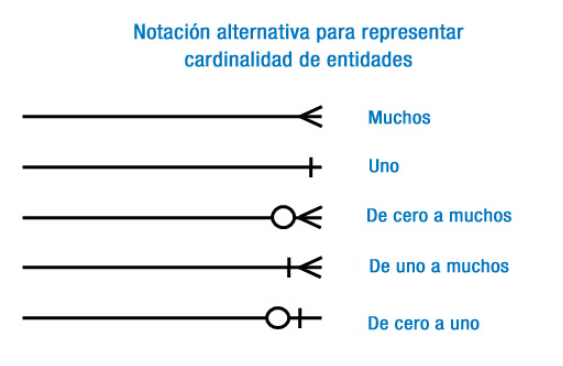 Notación alternativa para representar
cardinalidad de entidades
Muchos
Uno
De cero a muchos
De uno a muchos
De cero a uno